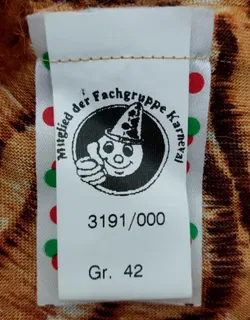 Mitglied der Fachgruppe Karneval
3191/000
Gr. 42